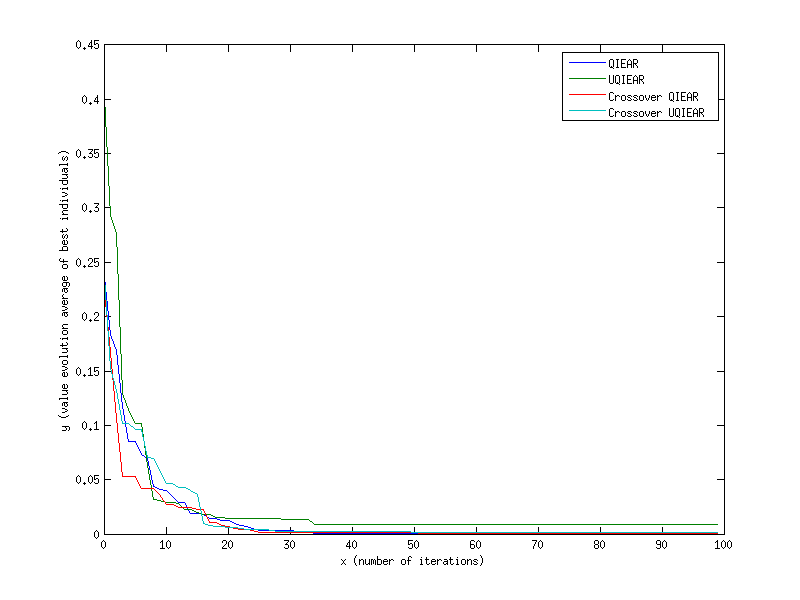 0.45
0.4
0.35
0.3
0.25
0.2
0.15
0.1
0.05
0
y (value evolution average of best individuals)
QIEAR
UQIEAR
Crossover QIEAR
Crossover UQIEAR
0 10 20 30 40 50 60 70 80 90 100
x (number of iterations)